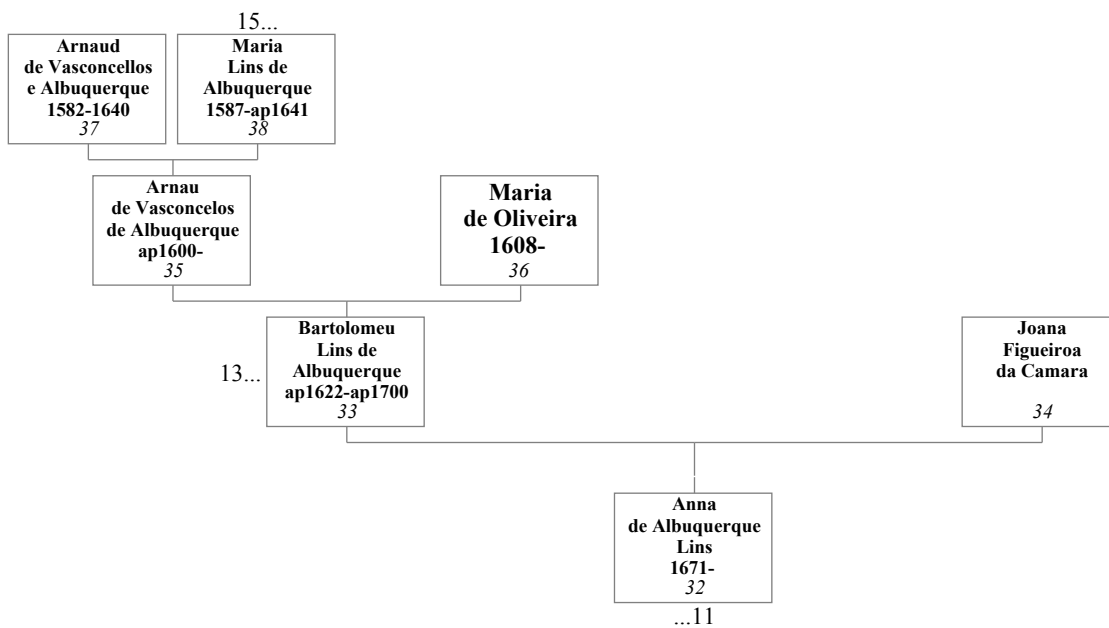 15...
Arnaud
de Vasconcellos
e Albuquerque
1582-1640
37
Maria
Lins de
Albuquerque
1587-ap1641
38
Arnau
de Vasconcelos
de Albuquerque
ap1600-
35
Maria
de Oliveira
1608-
36
13...
Bartolomeu
Lins de
Albuquerque
ap1622-ap1700
33
Joana
Figueiroa
da Camara
34
Anna
de Albuquerque
Lins
1671-
32
...11